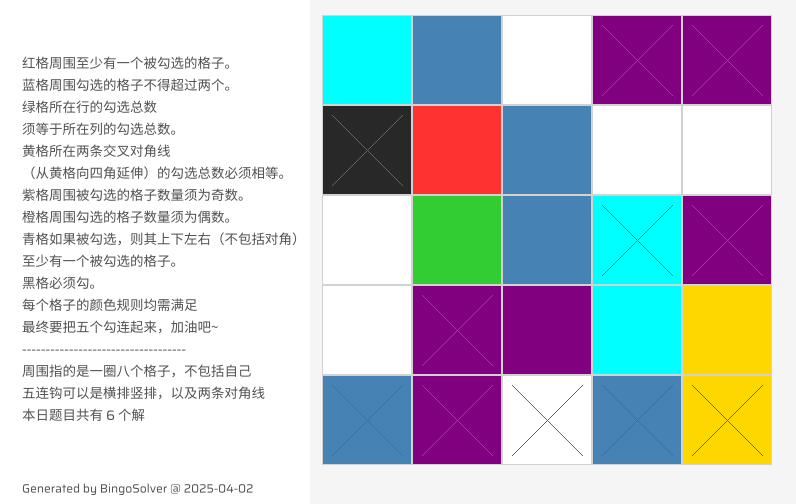 红格周围至少有一个被勾选的格子。
蓝格周围勾选的格子不得超过两个。
绿格所在行的勾选总数
须等于所在列的勾选总数。
黄格所在两条交叉对角线
（从黄格向四角延伸）的勾选总数必须相等。
紫格周围被勾选的格子数量须为奇数。
橙格周围勾选的格子数量须为偶数。
青格如果被勾选，则其上下左右（不包括对角）
至少有一个被勾选的格子。
黑格必须勾。
每个格子的颜色规则均需满足
最终要把五个勾连起来，加油吧~
----------------------------------
周围指的是一圈八个格子，不包括自己
五连钩可以是横排竖排，以及两条对角线
本日题目共有 6 个解
Generated by BingoSolver @ 2025-04-02